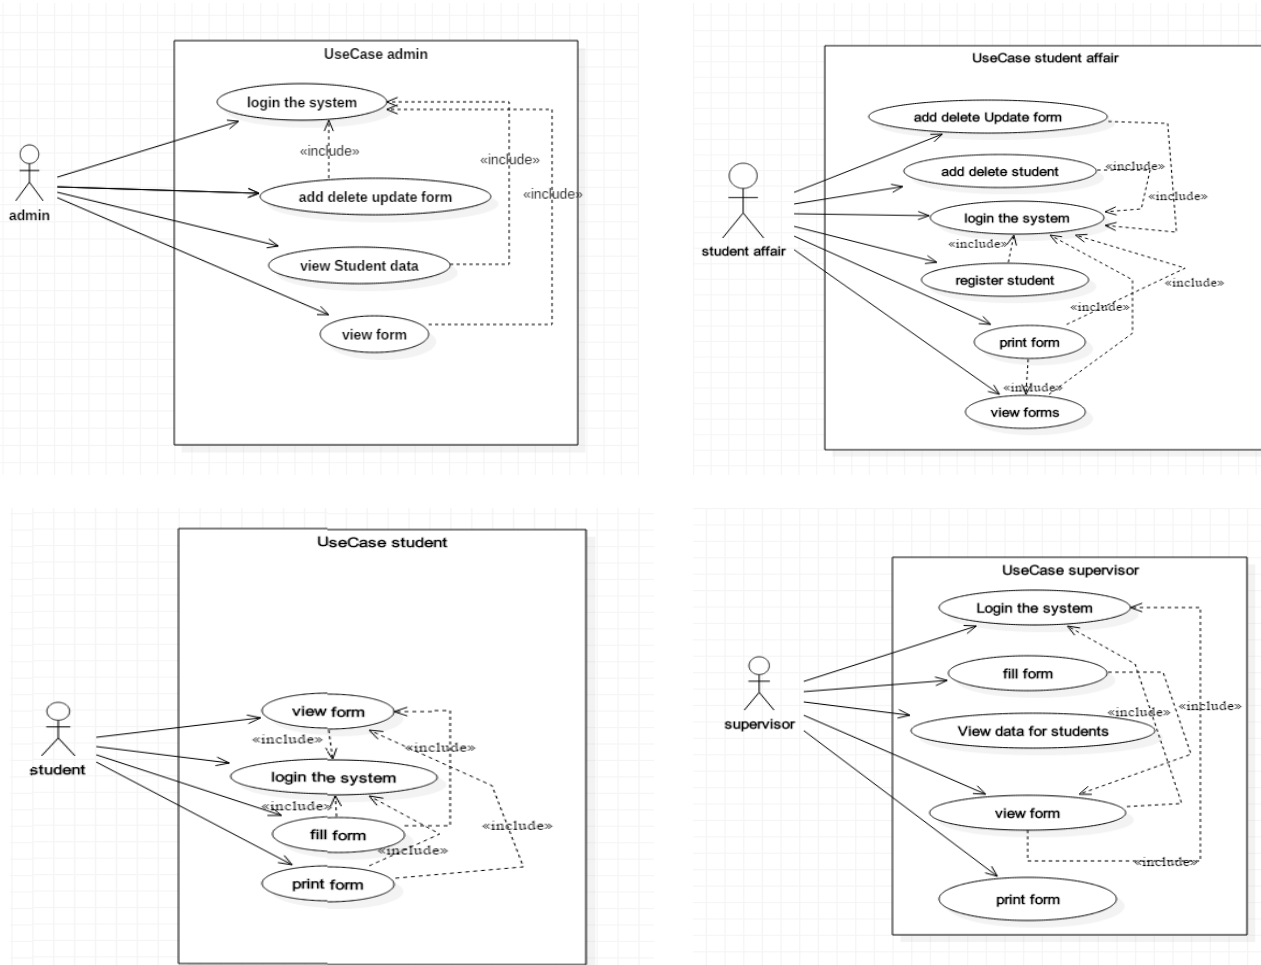 UseCase admin
login the system
«include»
«include»
add delete update form
«include»
admin
view Student data
view form
UseCase student affair
add delete Update form
add delete student
«include»
«include»
login the system
«include»
student affair
register student
«include»
«include»
print form
«include»
view forms
UseCase student
view form
«include»
«include»
student
login the system
«include»
«include»
fill form
«include»
print form
UseCase supervisor
Login the system
fill form
«include»
«include»
supervisor
View data for students
view form
«include»
print form